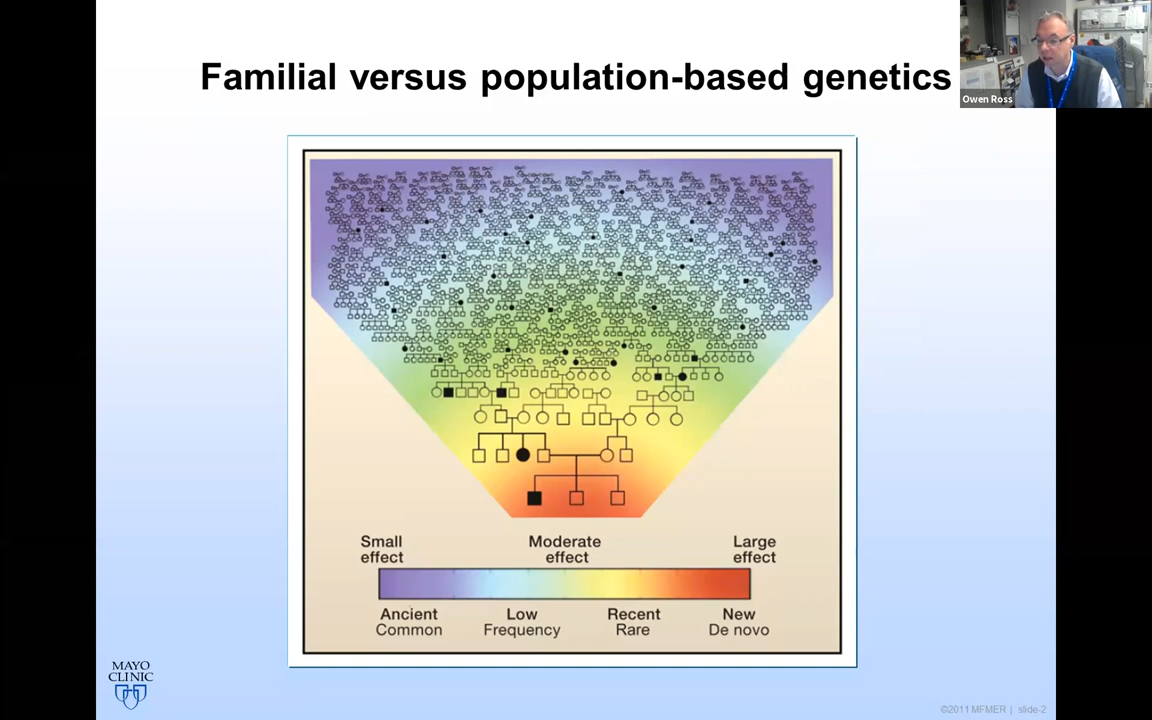 Familial versus population-based genetics
Owen Ross
Small effect
Moderate effect
Large effect
Ancient Common
Low Frequency
Recent Rare
New De novo
MAYO CLINIC
©2011 MFMER | slide-2